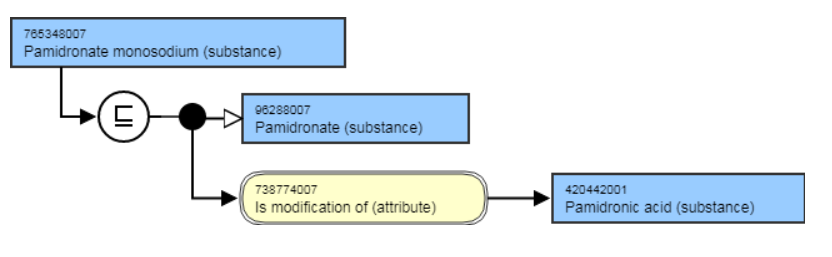 765348007
Pamidronate monosodium (substance)
⊑
96288007
Pamidronate (substance)
738774007
Is modification of (attribute)
420442001
Pamidronic acid (substance)